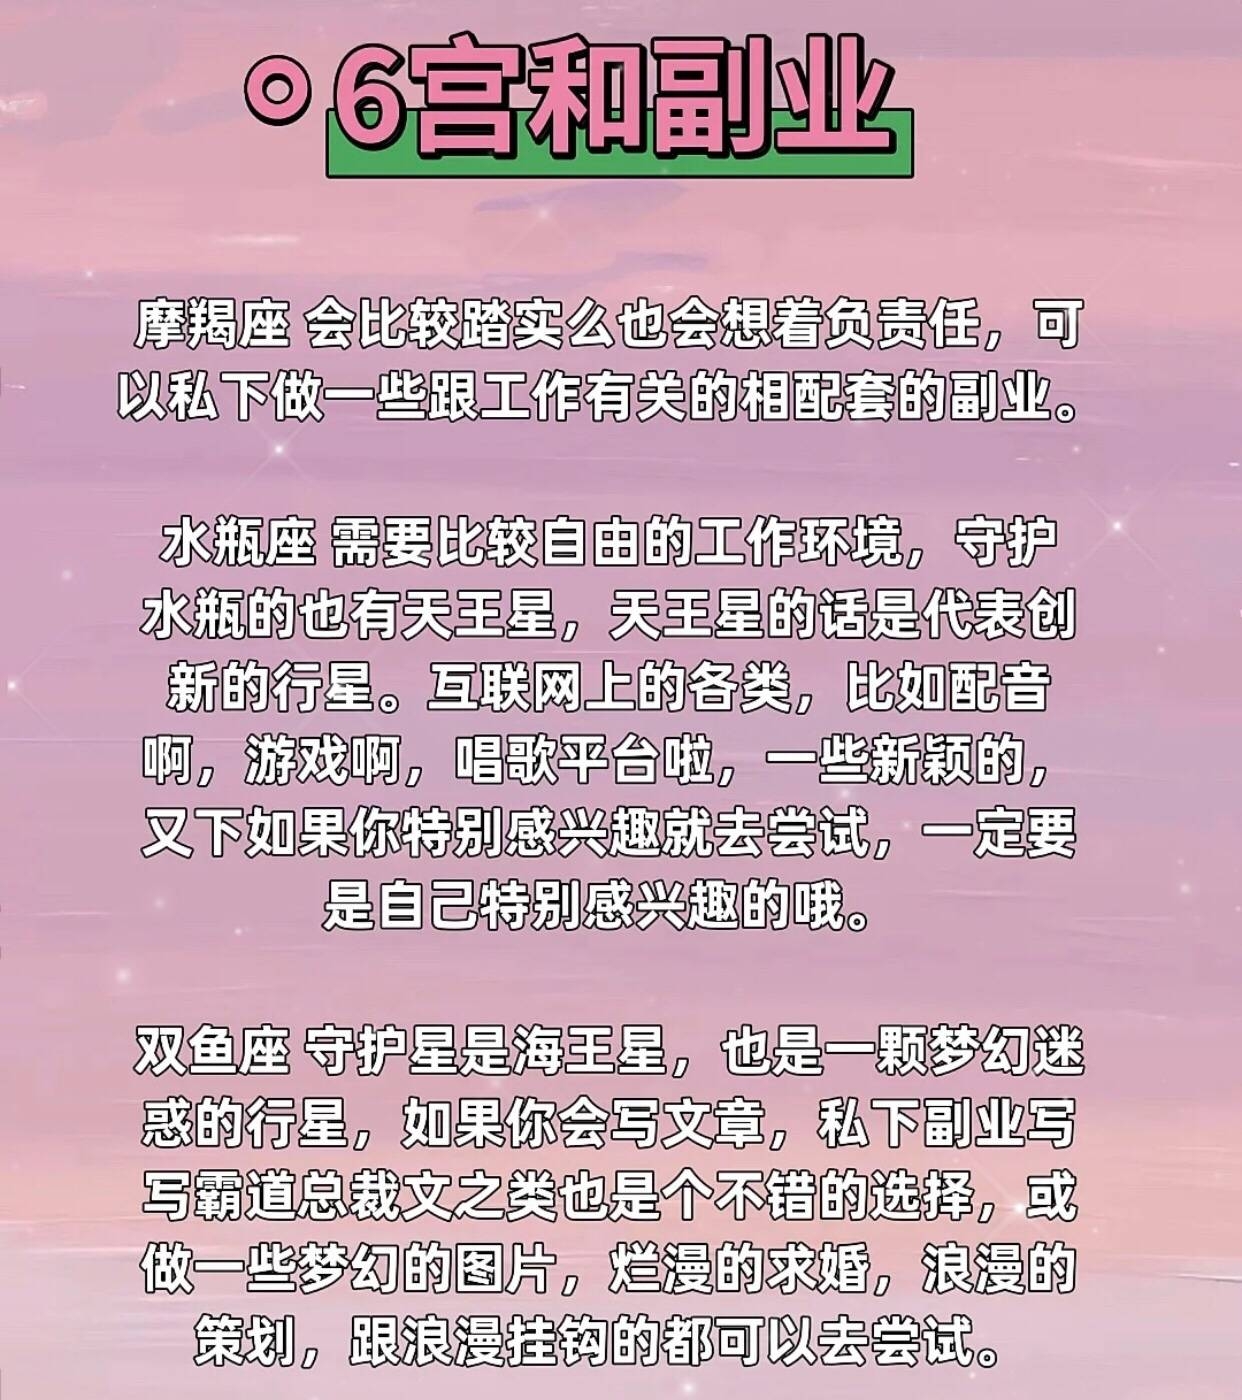 6宫和副业
摩羯座 会比较踏实么也会想着负责任，可
以私下做一些跟工作有关的相配套的副业。
水瓶座 需要比较自由的工作环境，守护
水瓶的也有天王星，天王星的话是代表创
新的行星。互联网上的各类，比如配音
啊，游戏啊，唱歌平台啦，一些新颖的，
又下如果你特别感兴趣就去尝试，一定要
是自己特别感兴趣的哦。
双鱼座 守护星是海王星，也是一颗梦幻迷
惑的行星，如果你会写文章，私下副业写
写霸道总裁文之类也是个不错的选择，或
做一些梦幻的图片，烂漫的求婚，浪漫的
策划，跟浪漫挂钩的都可以去尝试。